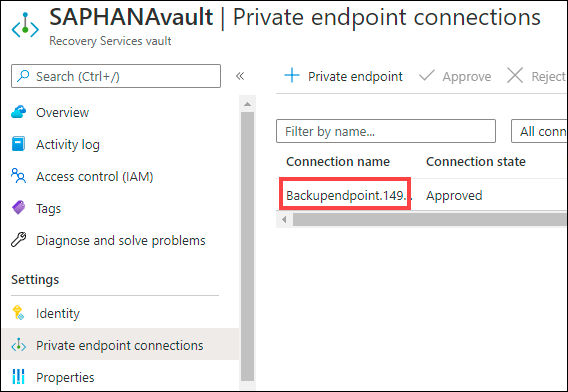 SAPHANAvault | Private endpoint connections
Recovery Services vault
Search (Ctrl+/)
«
Overview
Activity log
Access control (IAM)
Tags
Diagnose and solve problems
Settings
Identity
Private endpoint connections
Properties
Private endpoint
Approve
Reject
Filter by name...
All conn
Connection name
Connection state
Backupendpoint.149...
Approved